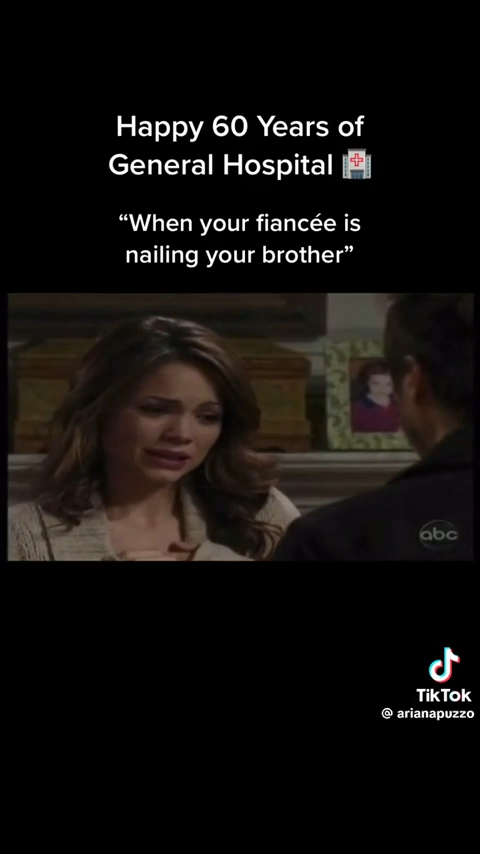 Happy 60 Years of
General Hospital 🏥
“When your fiancée is
nailing your brother”
abc
TikTok
@ arianapuzzo